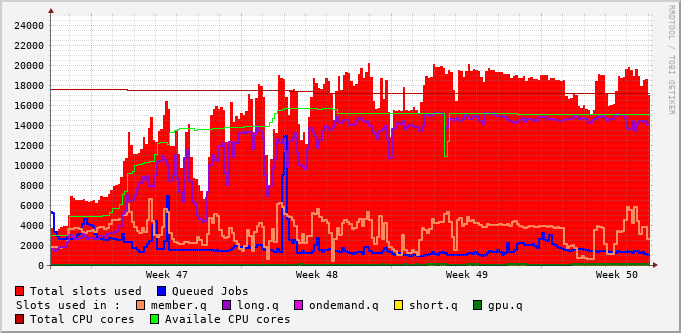 24000
22000
20000
18000
16000
14000
12000
10000
8000
6000
4000
2000
0
Week 47 Week 48 Week 49 Week 50
Total slots used Queued Jobs
Slots used in : member.q long.q ondemand.q short.q gpu.q
Total CPU cores Availale CPU cores
RRDTOOL / TOBI OETIKER